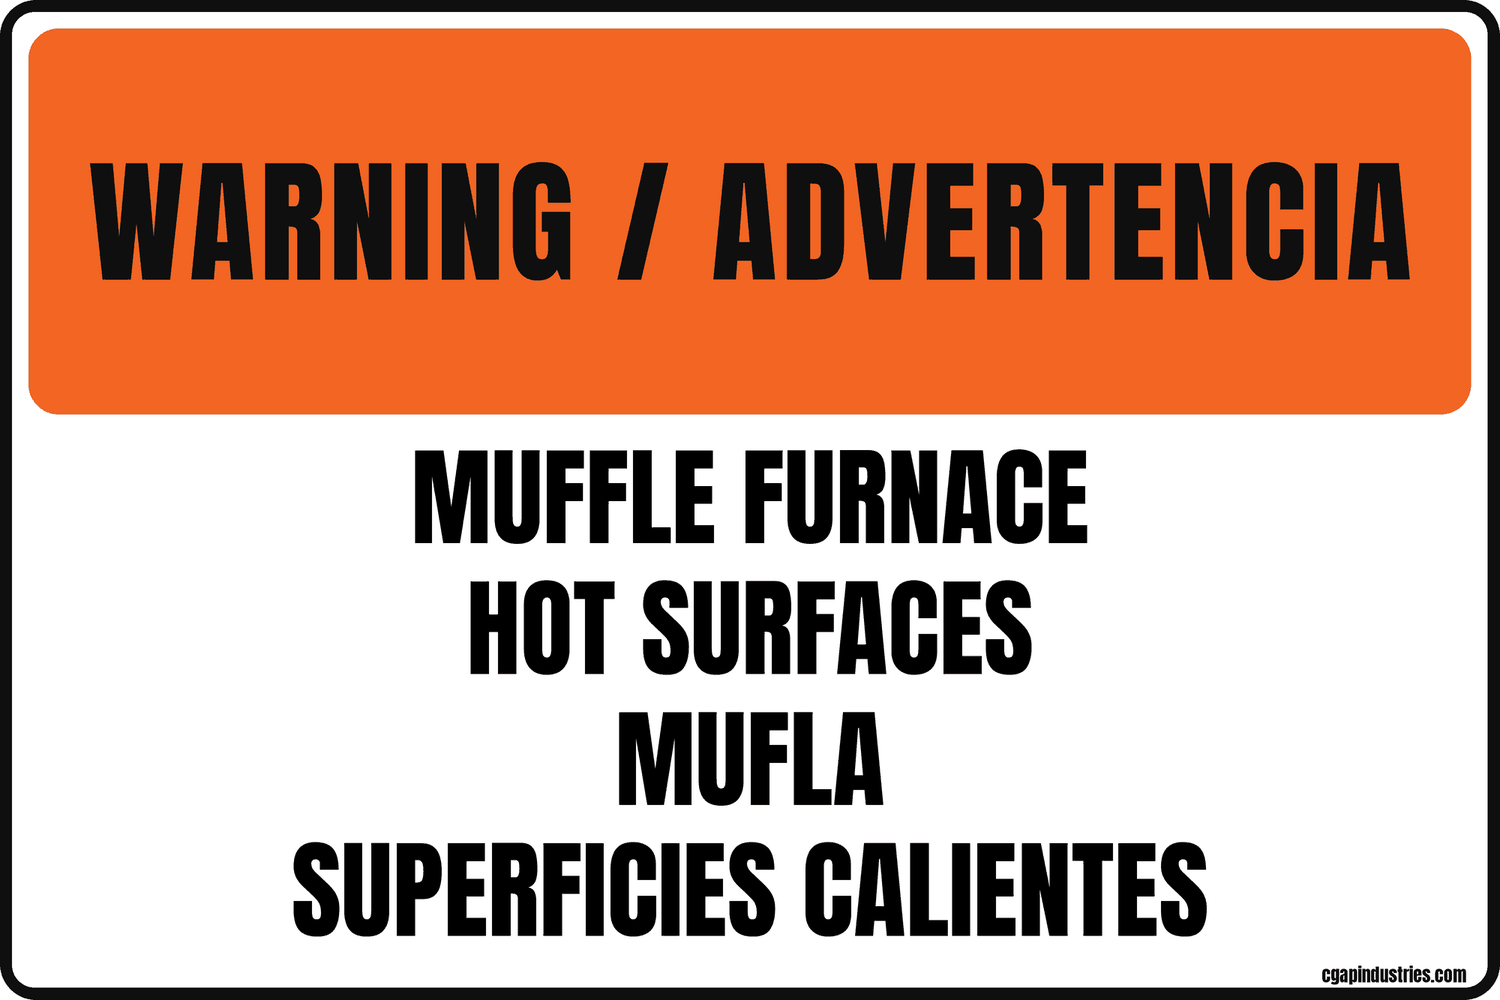 WARNING / ADVERTENCIA
MUFFLE FURNACE
HOT SURFACES
MUFLA
SUPERFICIES CALIENTES
cgapindustries.com